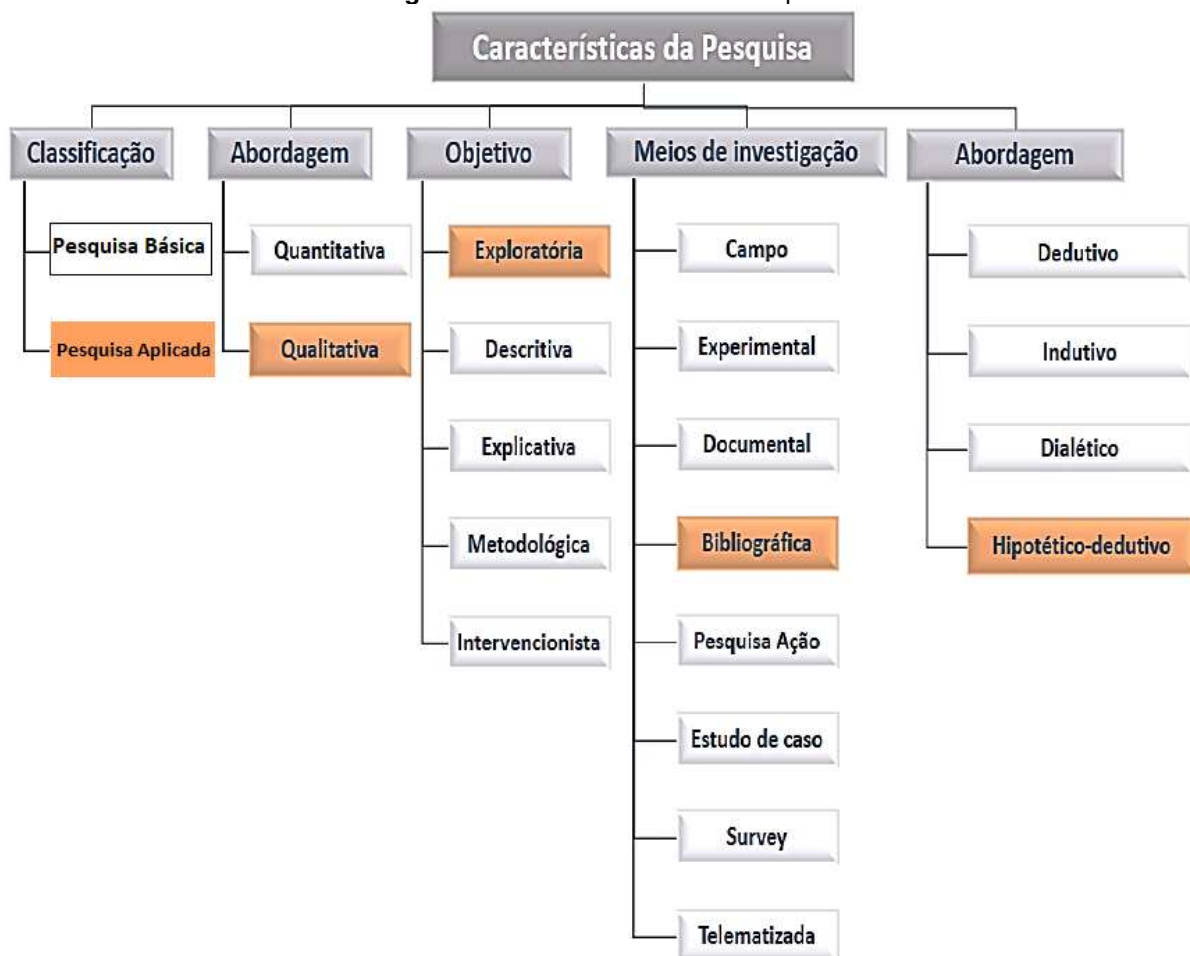 Características da Pesquisa
Classificação
Pesquisa Básica
Pesquisa Aplicada
Abordagem
Quantitativa
Qualitativa
Objetivo
Exploratória
Descritiva
Explicativa
Metodológica
Intervencionista
Meios de investigação
Campo
Experimental
Documental
Bibliográfica
Pesquisa Ação
Estudo de caso
Survey
Telematizada
Abordagem
Dedutivo
Indutivo
Dialético
Hipotético-dedutivo